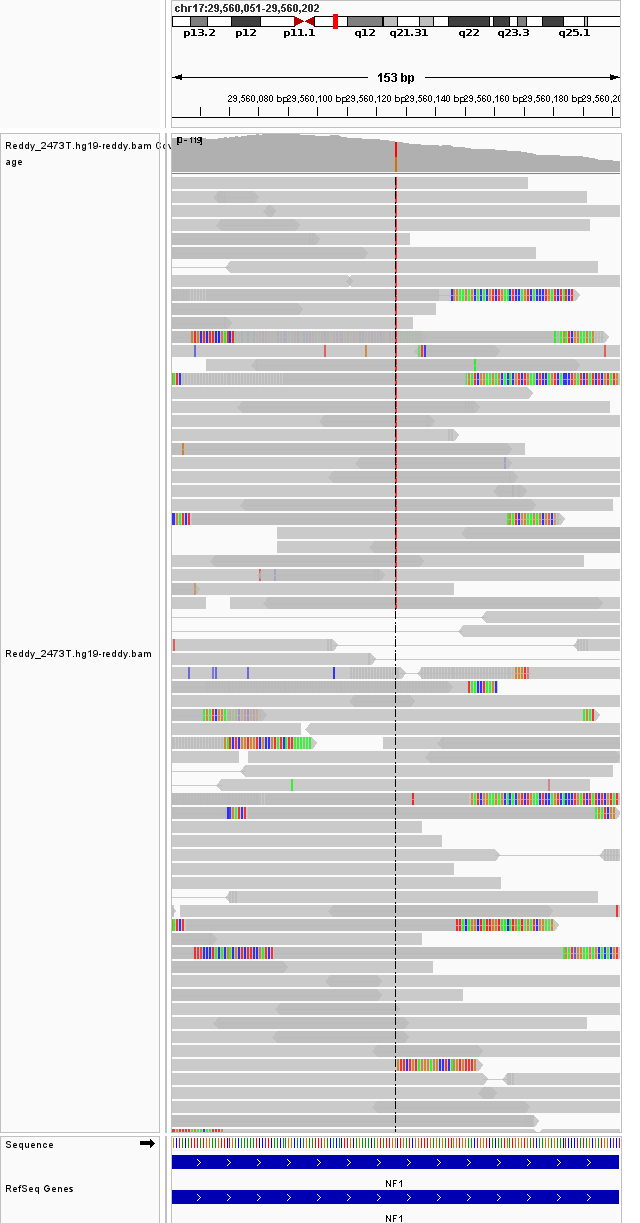 chr17:29,560,051-29,560,202
p13.2 p12 p11.1 q12 q21.31 q22 q23.3 q25.1
153 bp
29,560,080 bp 29,560,100 bp 29,560,120 bp 29,560,140 bp 29,560,160 bp 29,560,180 bp 29,560,20
Reddy_2473T.hg19-reddy.bam Cov
age
[0 - 119]
Reddy_2473T.hg19-reddy.bam
Sequence
NF1
RefSeq Genes
NF1